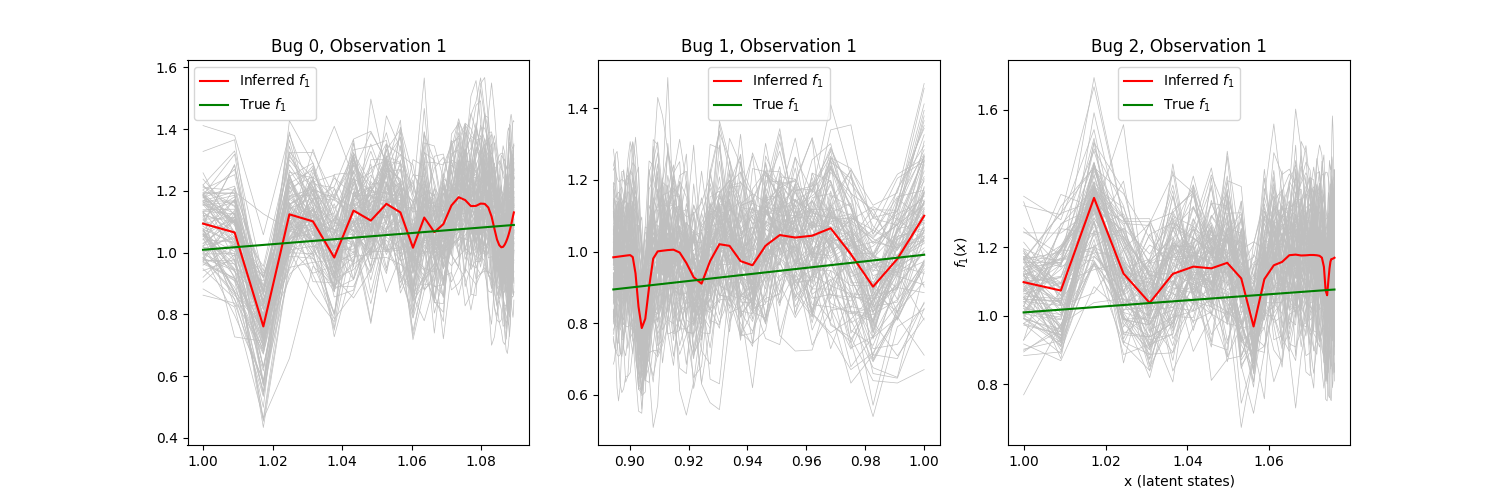 Bug 0, Observation 1
Inferred f₁
True f₁
1.6
1.4
1.2
1.0
0.8
0.6
0.4
1.00 1.02 1.04 1.06 1.08
Bug 1, Observation 1
Inferred f₁
True f₁
1.4
1.2
1.0
0.8
0.6
0.90 0.92 0.94 0.96 0.98 1.00
Bug 2, Observation 1
Inferred f₁
True f₁
f₁(x)
1.6
1.4
1.2
1.0
0.8
1.00 1.02 1.04 1.06
x (latent states)